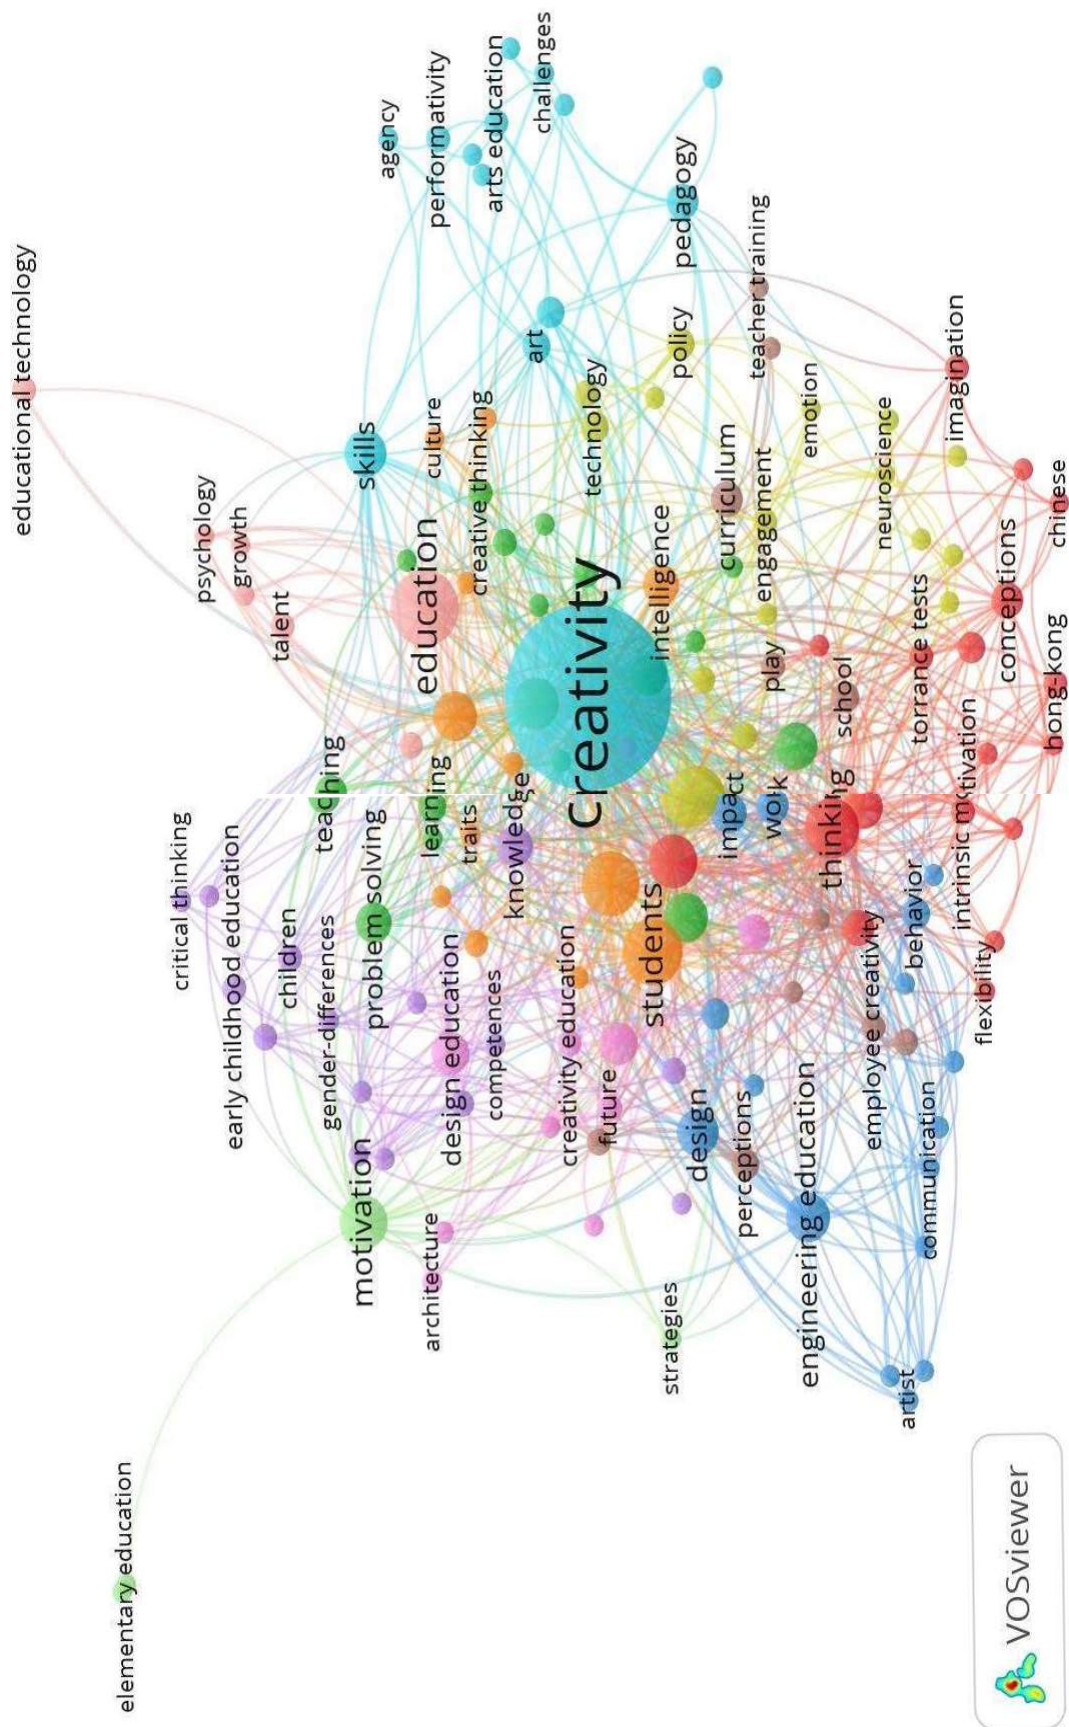 elementary education
critical thinking
early childhood education
children
gender-differences
motivation
architecture
problem solving
teaching
learning
traits
knowledge
design education
competences
creativity education
future
students
strategies
design
perceptions
engineering education
employee creativity
behavior
communication
artist
flexibility
intrinsic motivation
thinking
work
impact
creativity
education
talent
growth
psychology
educational technology
skills
culture
creative thinking
agency
performativity
arts education
challenges
art
technology
pedagogy
policy
teacher training
intelligence
curriculum
engagement
emotion
neuroscience
imagination
play
school
torrance tests
conceptions
chinese
hong-kong
VOSviewer